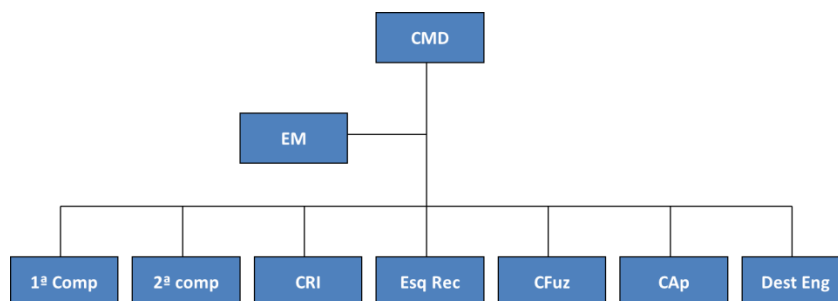 CMD
EM
1ª Comp
2ª comp
CRI
Esq Rec
CFuz
CAp
Dest Eng